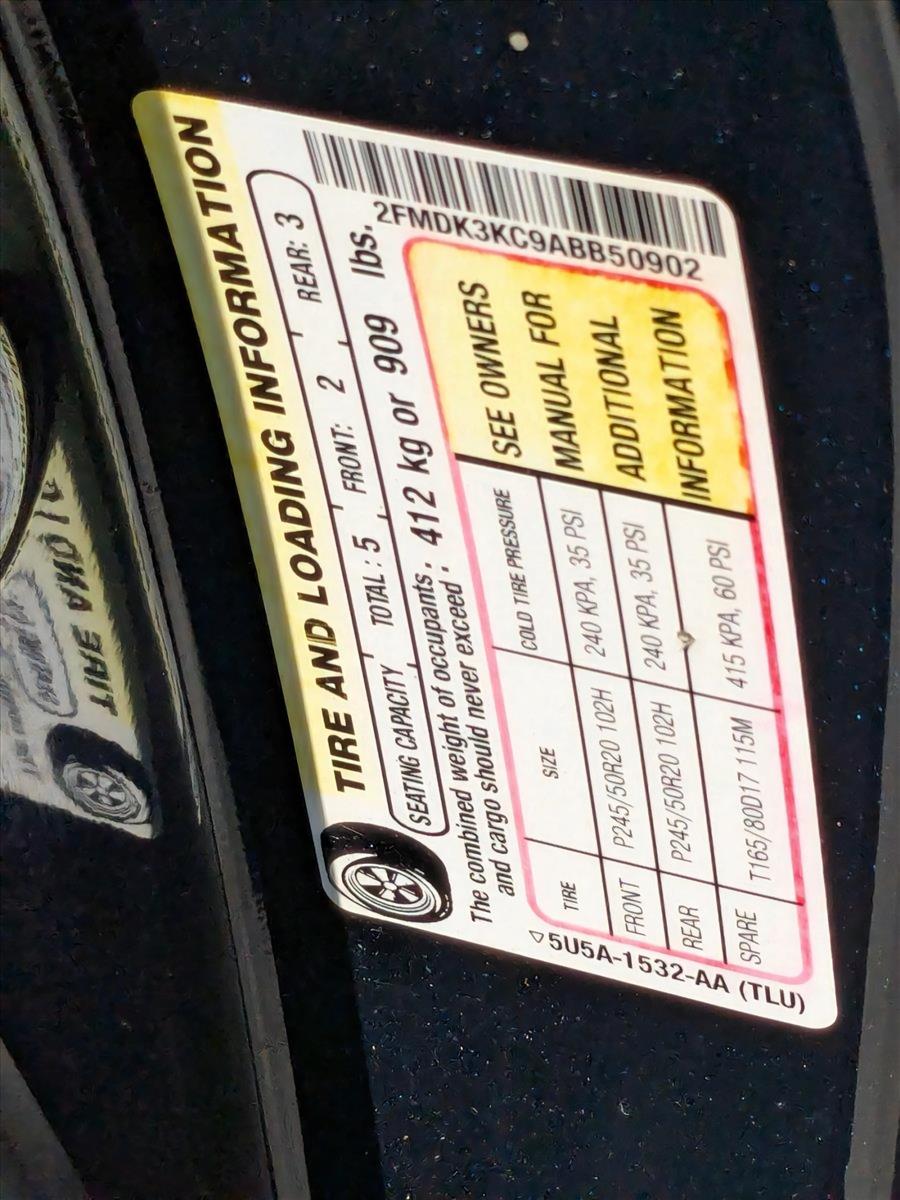 TIRE AND LOADING INFORMATION
SEATING CAPACITY TOTAL: 5 FRONT: 2 REAR: 3
The combined weight of occupants
and cargo should never exceed : 412 kg or 909 lbs.
2FMDK3KC9ABB50902
TIRE SIZE COLD TIRE PRESSURE
FRONT P245/50R20 102H 240 KPA, 35 PSI
REAR P245/50R20 102H 240 KPA, 35 PSI
SPARE T165/80D17 115M 415 KPA, 60 PSI
SEE OWNERS
MANUAL FOR
ADDITIONAL
INFORMATION
▽5U5A-1532-AA (TLU)
TIRE AND